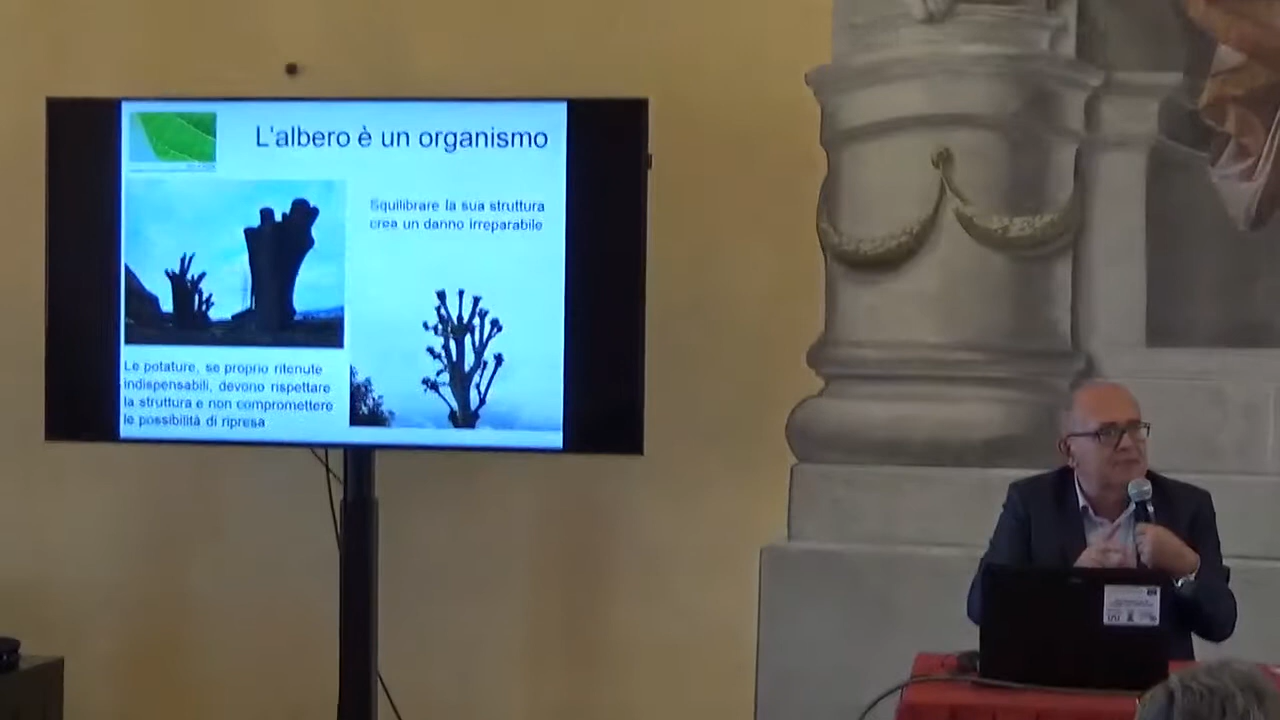 L'albero è un organismo
Squilibrare la sua struttura
crea un danno irreparabile
Le potature, se proprio ritenute
indispensabili, devono rispettare
la struttura e non compromettere
le possibilità di ripresa